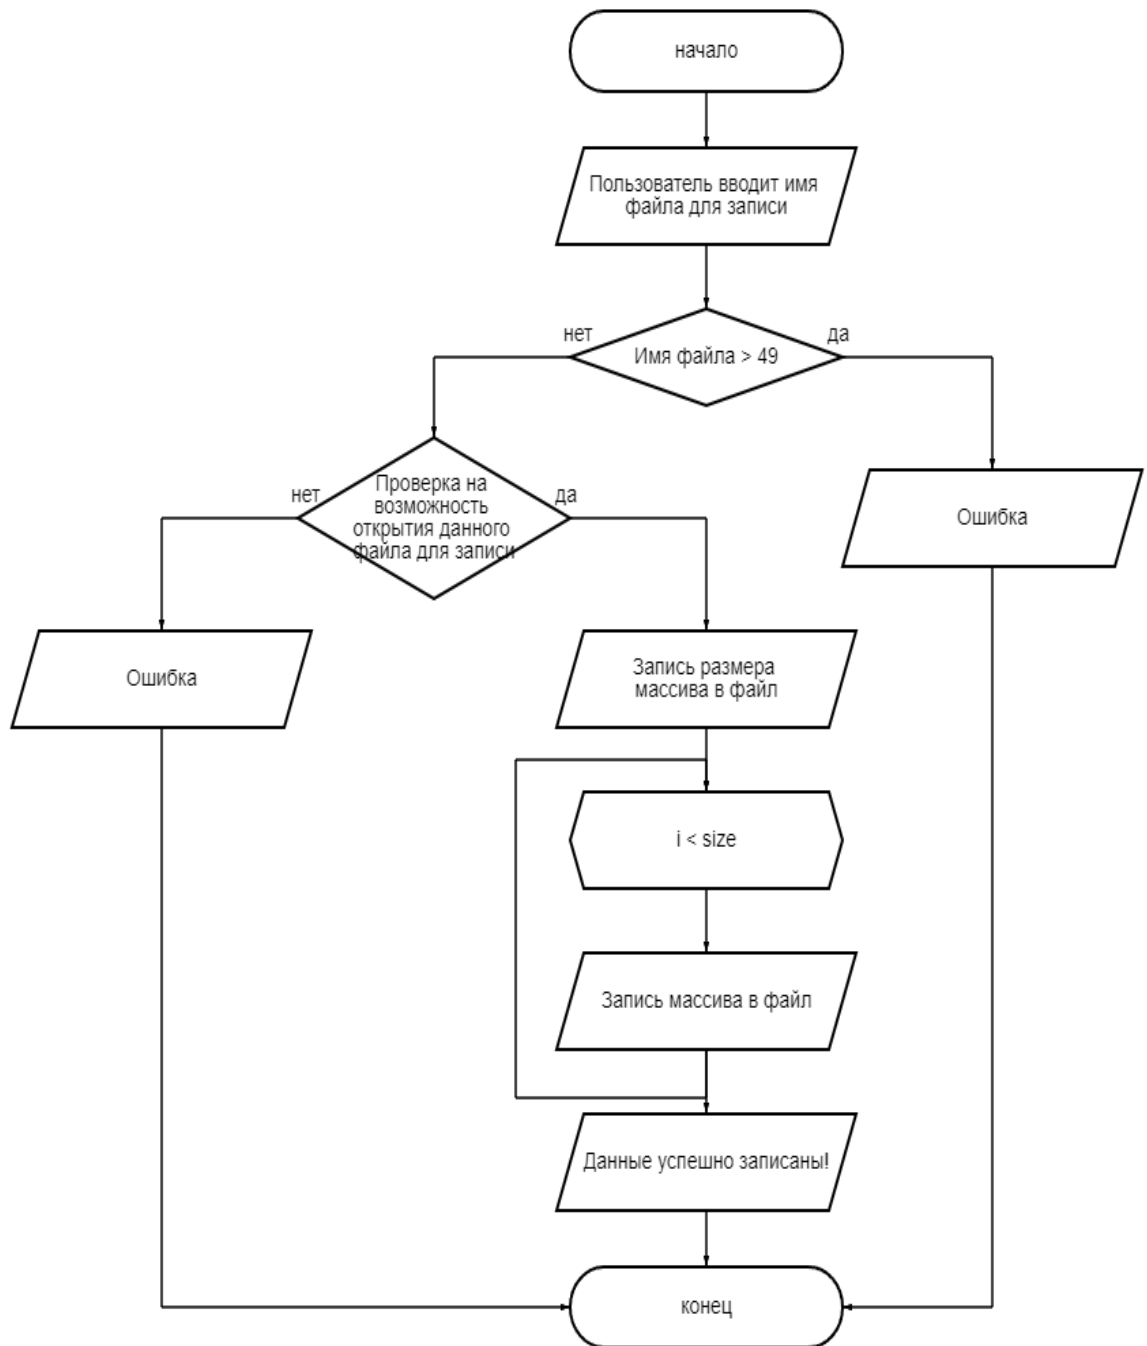 начало
Пользователь вводит имя
файла для записи
нет
да
Имя файла > 49
нет
да
Проверка на
возможность
открытия данного
файла для записи
Ошибка
Ошибка
Запись размера
массива в файл
i < size
Запись массива в файл
Данные успешно записаны!
конец